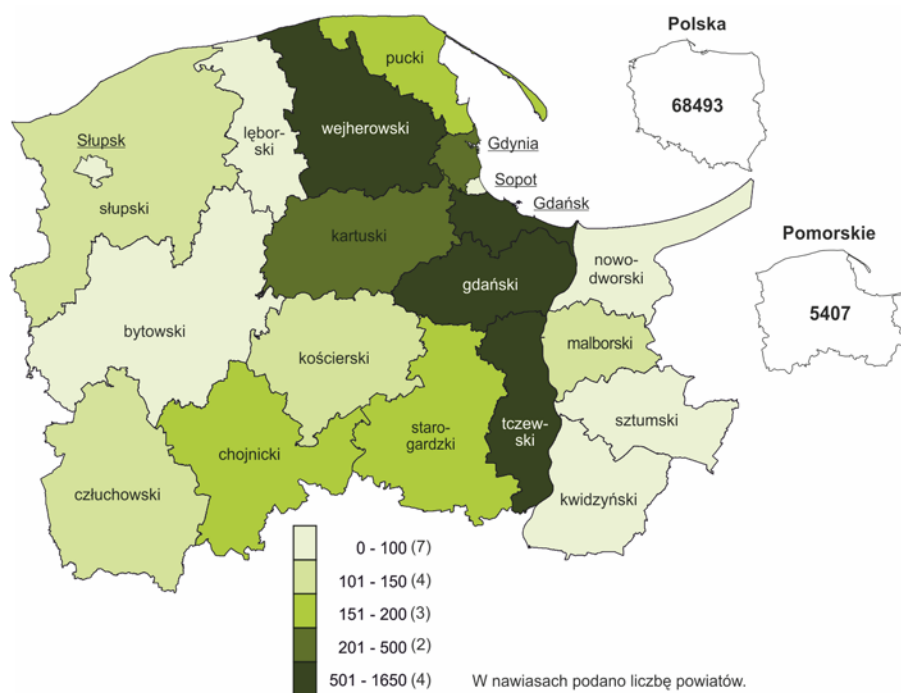 Polska
68493
pucki
wejherowski
lębor-
ski
Słupsk
słupski
Gdynia
Sopot
Gdańsk
kartuski
gdański
nowo-
dworski
Pomorskie
5407
bytowski
kościerski
malborski
sztumski
staro-
gardzki
tczew-
ski
chojnicki
człuchowski
kwidzyński
0 - 100 (7)
101 - 150 (4)
151 - 200 (3)
201 - 500 (2)
501 - 1650 (4)
W nawiasach podano liczbę powiatów.